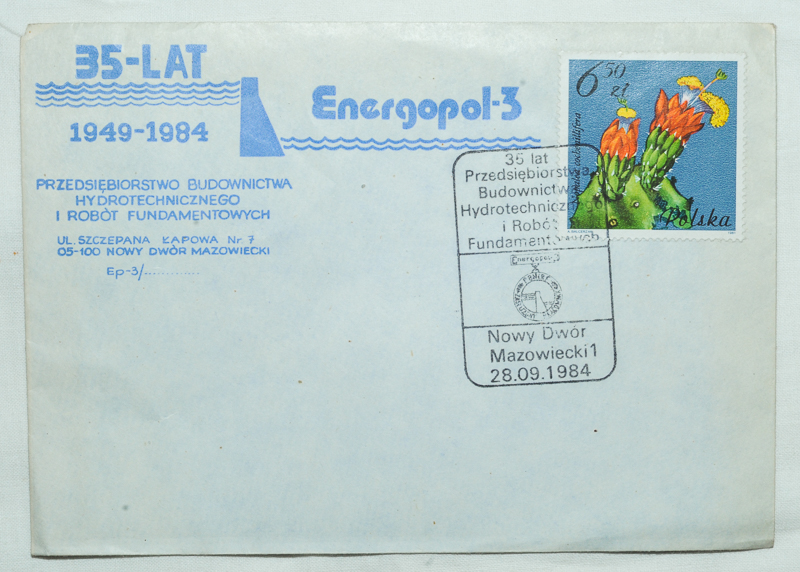 35-LAT
1949-1984
Energopol-3
PRZEDSIĘBIORSTWO BUDOWNICTWA
HYDROTECHNICZNEGO
I ROBÓT FUNDAMENTOWYCH
UL. SZCZEPANA ŁAPOWA Nr 7
05-100 NOWY DWÓR MAZOWIECKI
Ep-3/.............
6 50 zł
Polska
35 lat
Przedsiębiorstwa
Budownictwa
Hydrotechnicznego
i Robót
Fundamentowych
Energopol-3
Nowy Dwór
Mazowiecki 1
28.09.1984